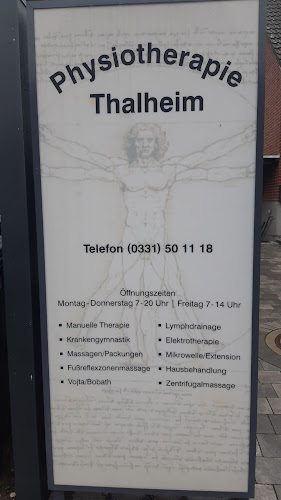 Physiotherapie
Thalheim
Telefon (0331) 50 11 18
Öffnungszeiten
Montag - Donnerstag 7 - 20 Uhr | Freitag 7 - 14 Uhr
▪ Manuelle Therapie
▪ Krankengymnastik
▪ Massagen/Packungen
▪ Fußreflexzonenmassage
▪ Vojta/Bobath
▪ Lymphdrainage
▪ Elektrotherapie
▪ Mikrowelle/Extension
▪ Hausbehandlung
▪ Zentrifugalmassage